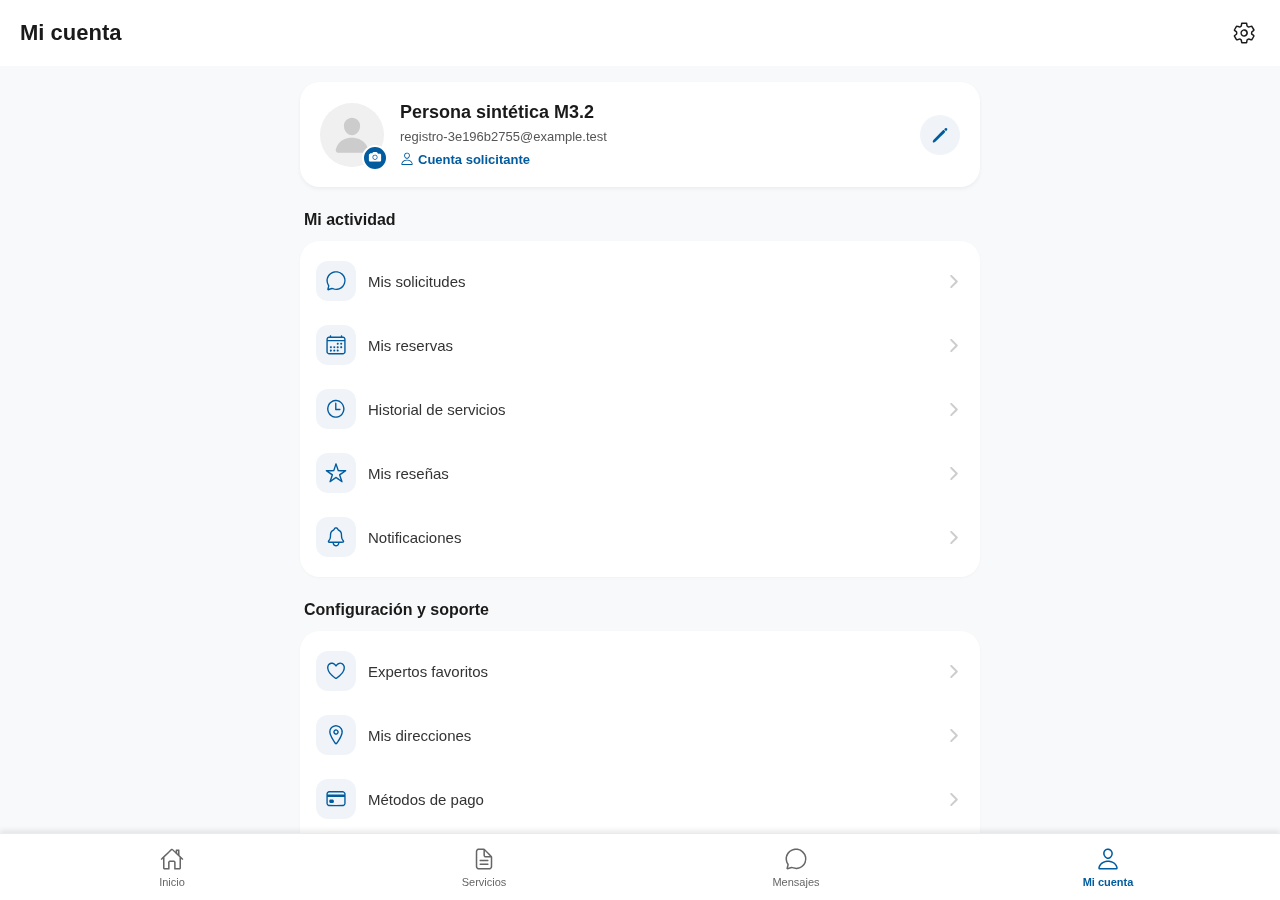 Mi cuenta
Persona sintética M3.2
registro-3e196b2755@example.test
Cuenta solicitante
Mi actividad
Mis solicitudes
Mis reservas
Historial de servicios
Mis reseñas
Notificaciones
Configuración y soporte
Expertos favoritos
Mis direcciones
Métodos de pago
Inicio
Servicios
Mensajes
Mi cuenta